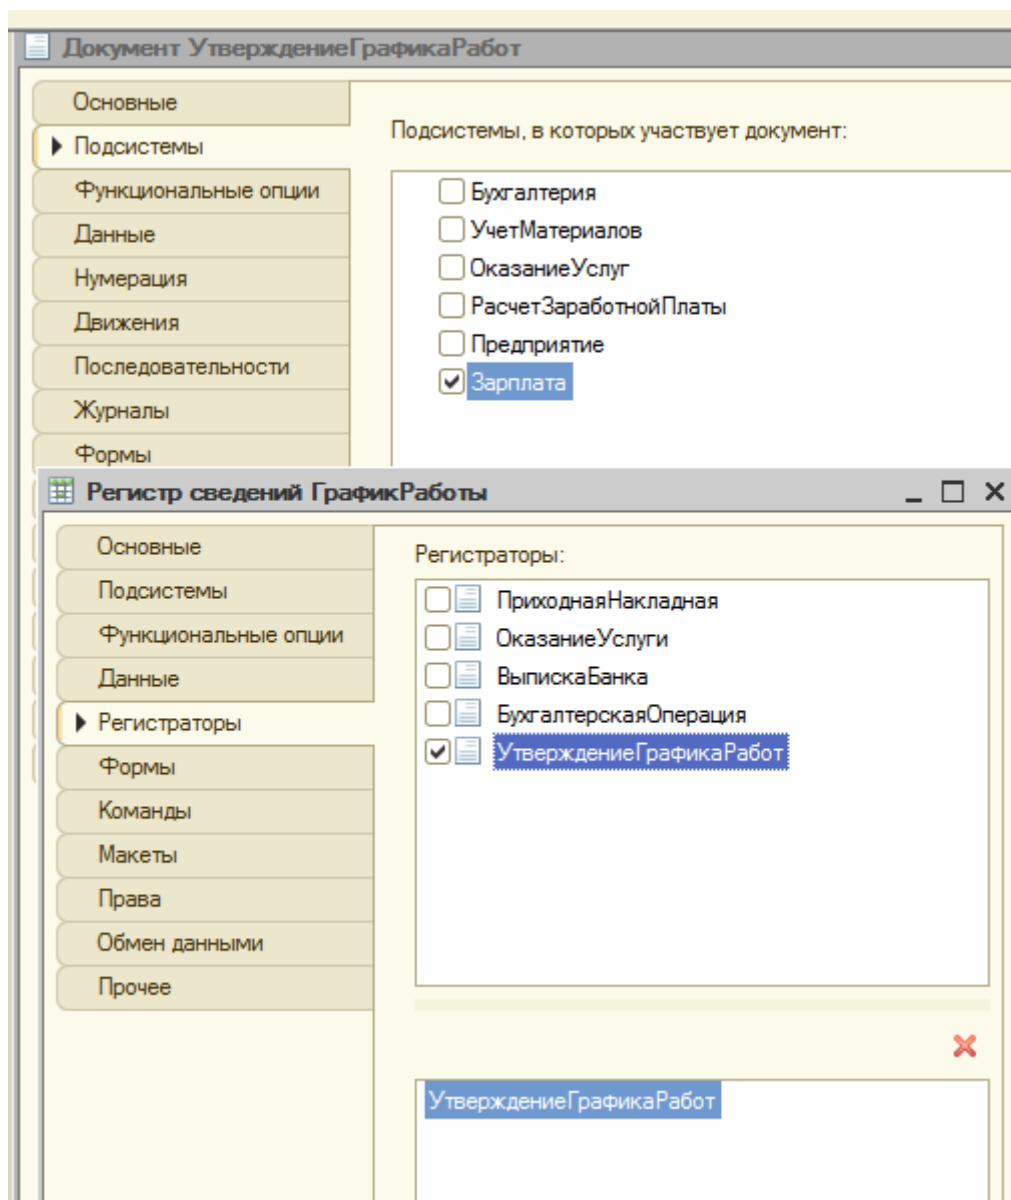 Документ УтверждениеГрафикаРабот
Основные
Подсистемы
Функциональные опции
Данные
Нумерация
Движения
Последовательности
Журналы
Формы
Подсистемы, в которых участвует документ:
Бухгалтерия
УчетМатериалов
ОказаниеУслуг
РасчетЗаработнойПлаты
Предприятие
Зарплата
Регистр сведений ГрафикРаботы
Основные
Подсистемы
Функциональные опции
Данные
Регистраторы
Формы
Команды
Макеты
Права
Обмен данными
Прочее
Регистраторы:
ПриходнаяНакладная
ОказаниеУслуги
ВыпискаБанка
БухгалтерскаяОперация
УтверждениеГрафикаРабот
УтверждениеГрафикаРабот